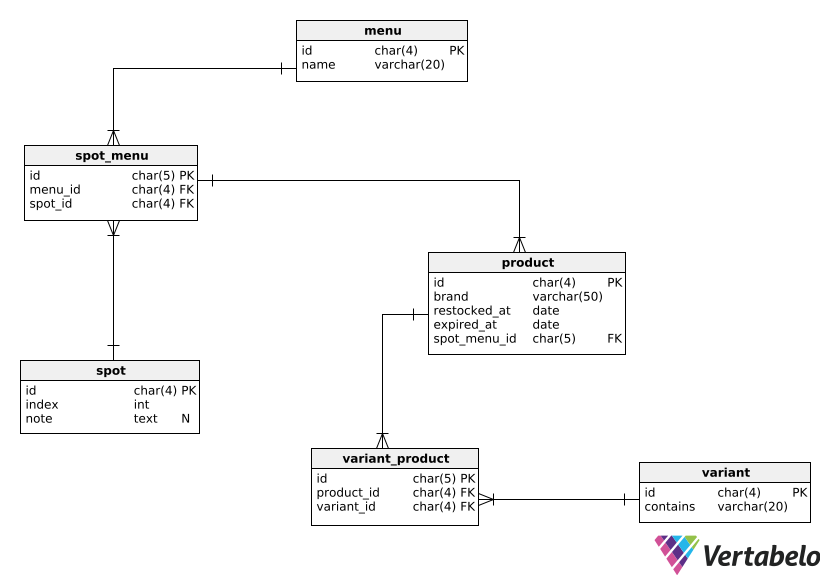 menu
id char(4) PK
name varchar(20)
spot_menu
id char(5) PK
menu_id char(4) FK
spot_id char(4) FK
product
id char(4) PK
brand varchar(50)
restocked_at date
expired_at date
spot_menu_id char(5) FK
spot
id char(4) PK
index int
note text N
variant_product
id char(5) PK
product_id char(4) FK
variant_id char(4) FK
variant
id char(4) PK
contains varchar(20)
Vertabelo